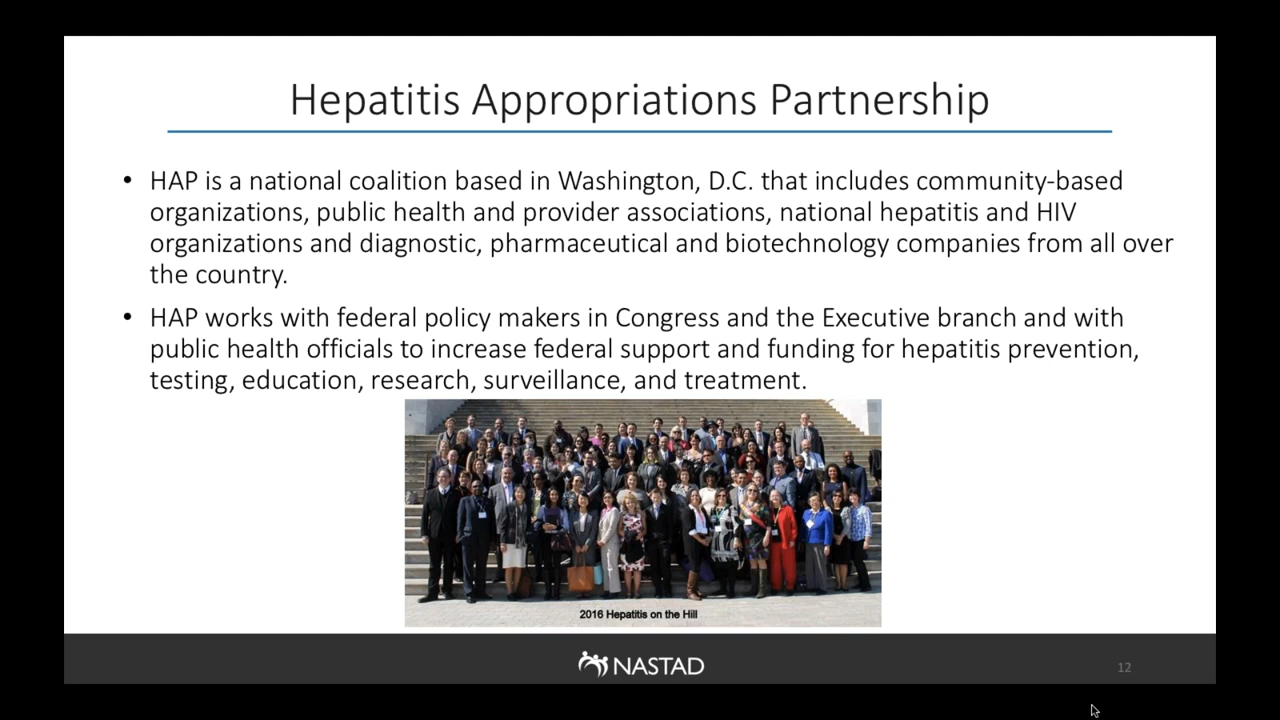 Hepatitis Appropriations Partnership
• HAP is a national coalition based in Washington, D.C. that includes community-based
organizations, public health and provider associations, national hepatitis and HIV
organizations and diagnostic, pharmaceutical and biotechnology companies from all over
the country.
• HAP works with federal policy makers in Congress and the Executive branch and with
public health officials to increase federal support and funding for hepatitis prevention,
testing, education, research, surveillance, and treatment.
2016 Hepatitis on the Hill
NASTAD
12